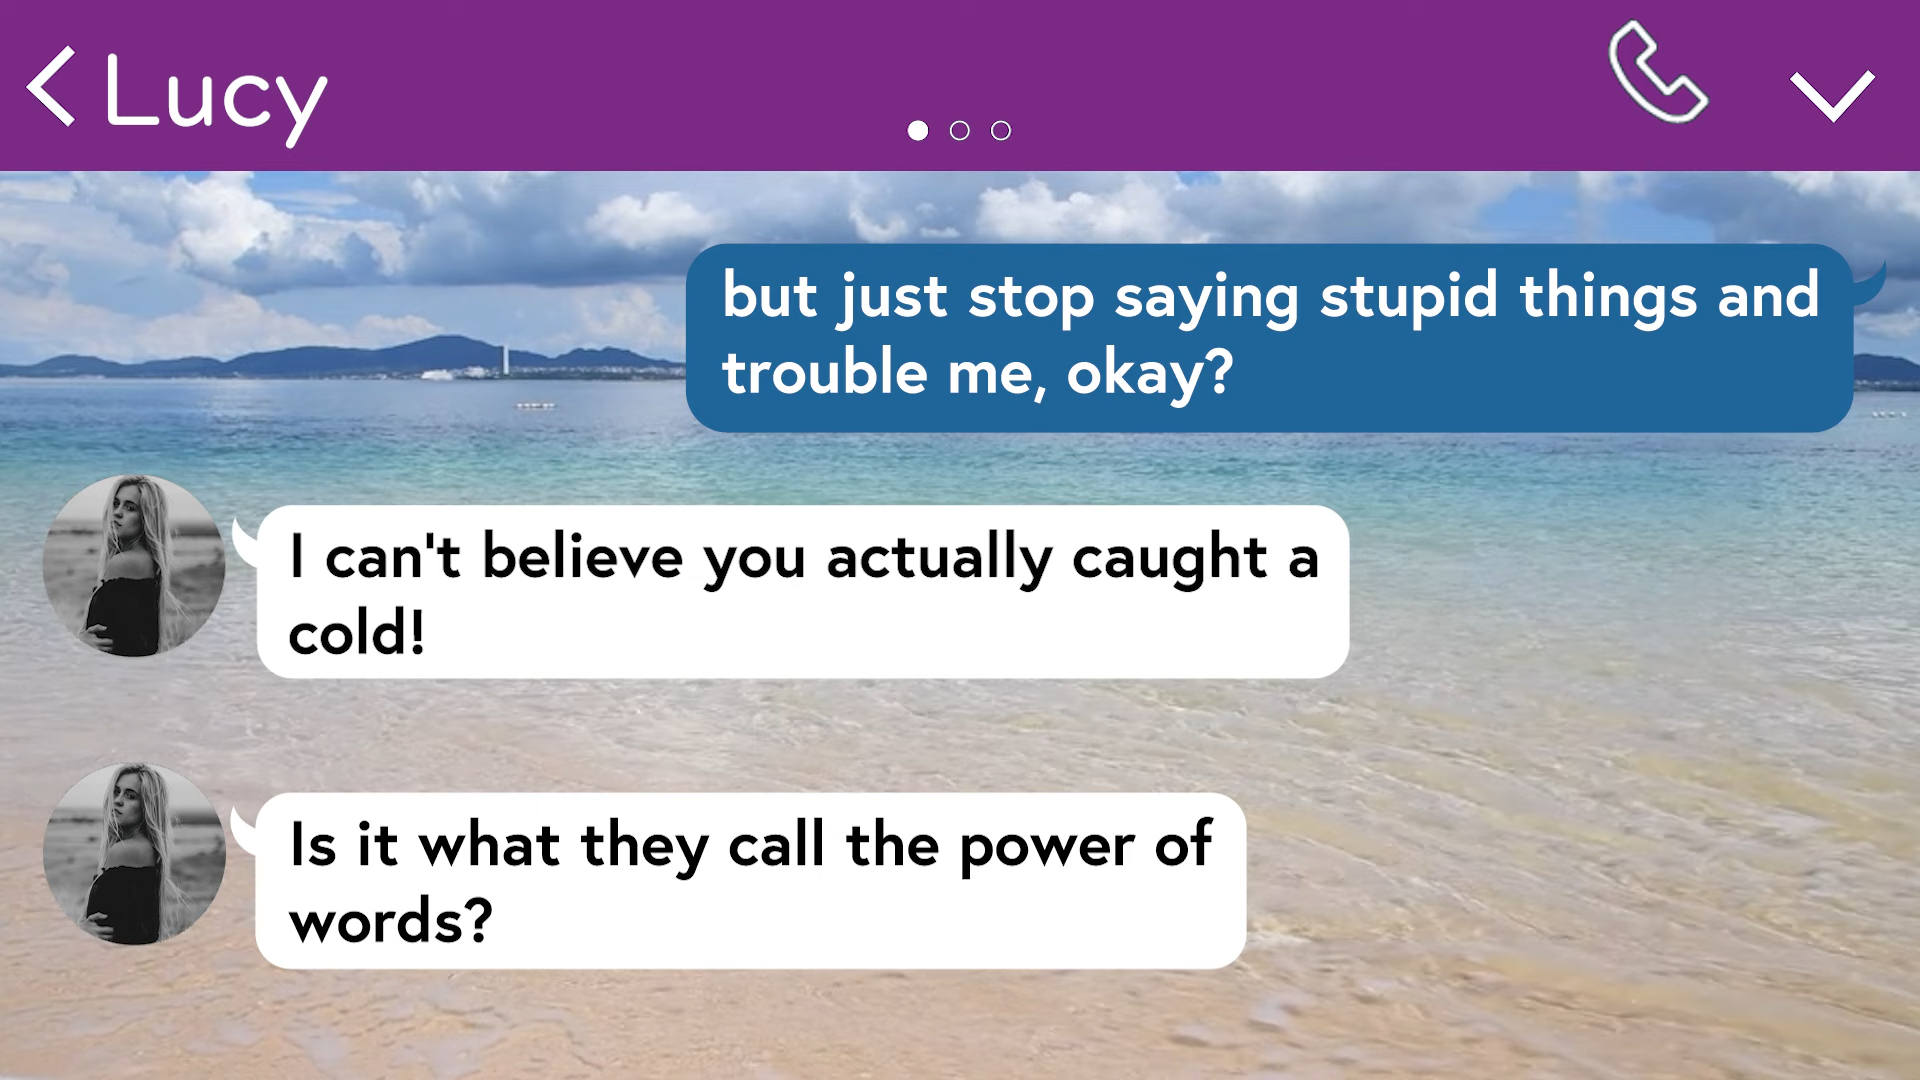 Lucy
but just stop saying stupid things and
trouble me, okay?
I can't believe you actually caught a
cold!
Is it what they call the power of
words?